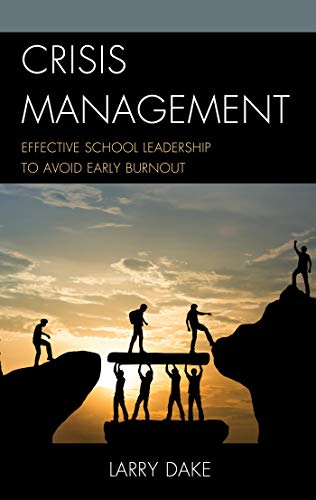 CRISIS
MANAGEMENT
EFFECTIVE SCHOOL LEADERSHIP
TO AVOID EARLY BURNOUT
LARRY DAKE